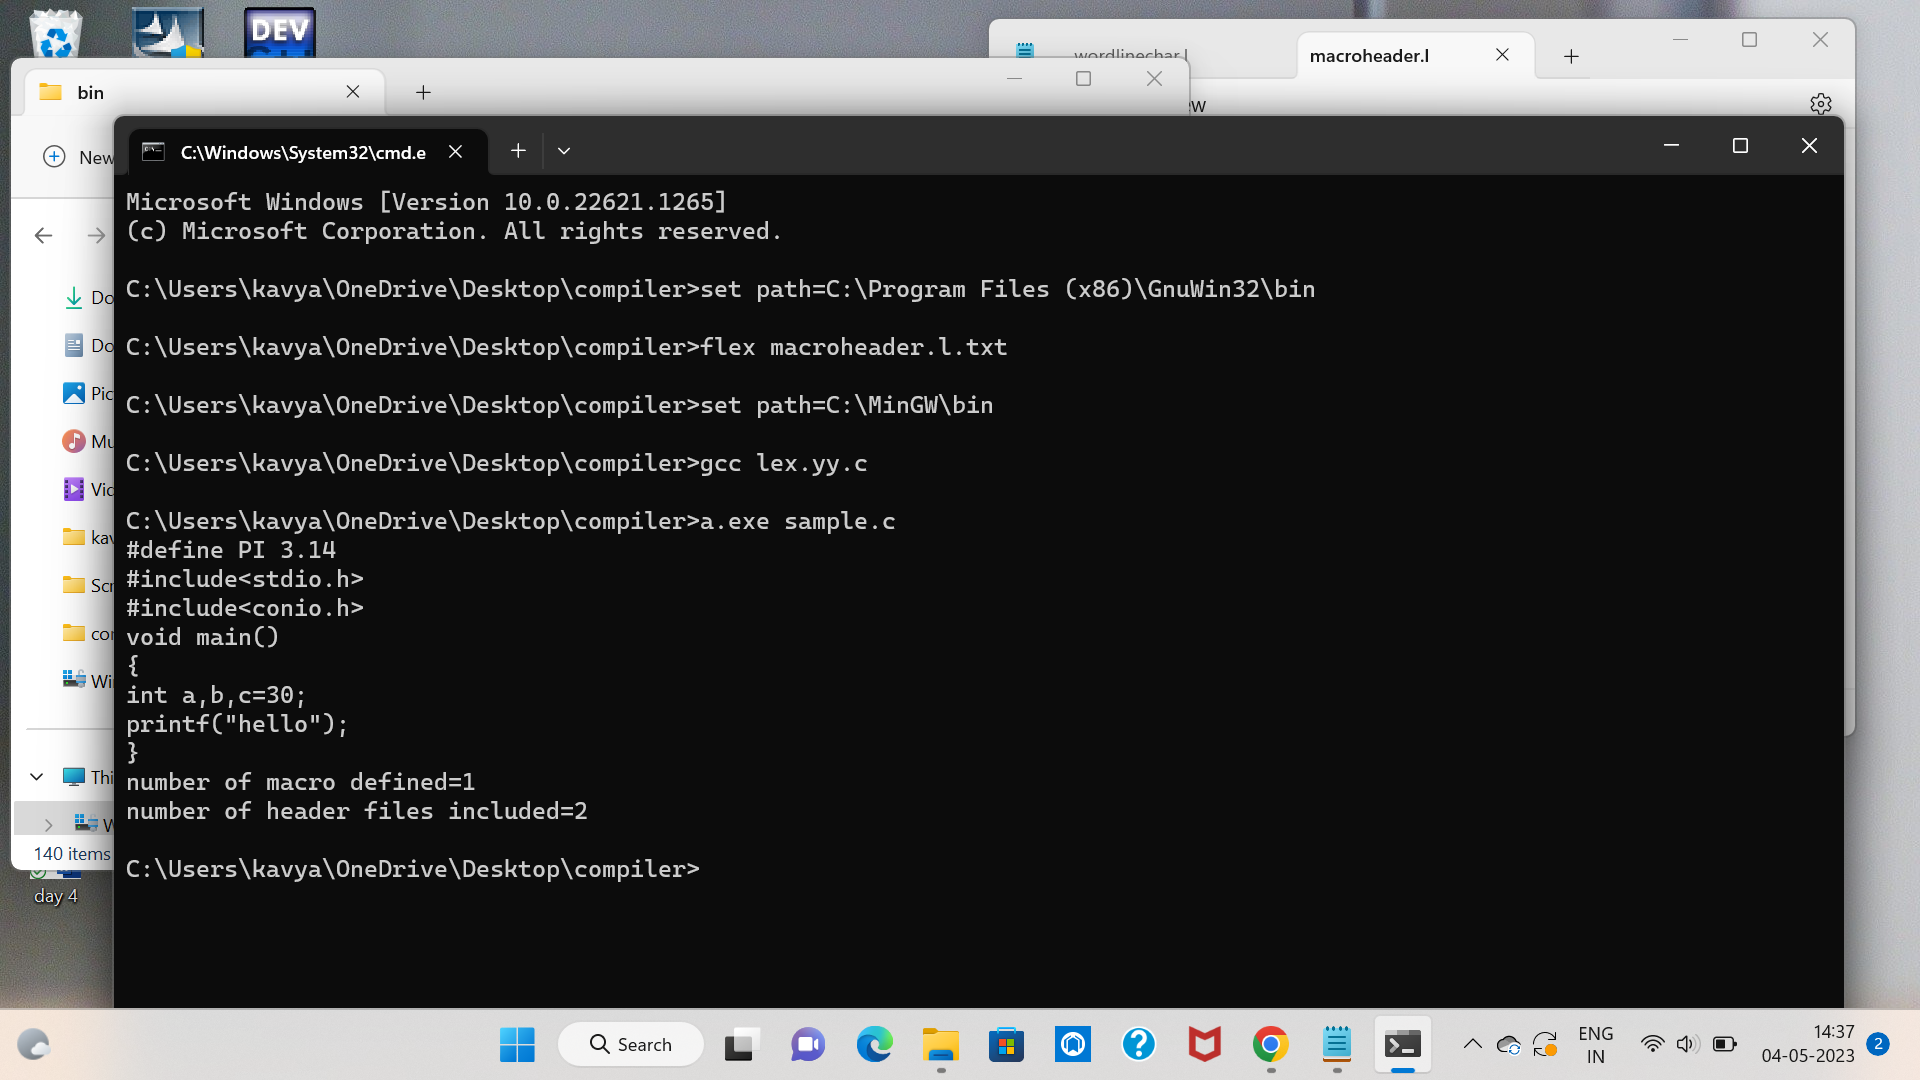 DEV
wordlinechar.l
macroheader.l
bin
New
C:\Windows\System32\cmd.e
Microsoft Windows [Version 10.0.22621.1265]
(c) Microsoft Corporation. All rights reserved.
C:\Users\kavya\OneDrive\Desktop\compiler>set path=C:\Program Files (x86)\GnuWin32\bin
C:\Users\kavya\OneDrive\Desktop\compiler>flex macroheader.l.txt
C:\Users\kavya\OneDrive\Desktop\compiler>set path=C:\MinGW\bin
C:\Users\kavya\OneDrive\Desktop\compiler>gcc lex.yy.c
C:\Users\kavya\OneDrive\Desktop\compiler>a.exe sample.c
#define PI 3.14
#include<stdio.h>
#include<conio.h>
void main()
{
int a,b,c=30;
printf("hello");
}
number of macro defined=1
number of header files included=2
C:\Users\kavya\OneDrive\Desktop\compiler>
Do
Do
Pic
Mu
Vid
kav
Scr
Wi
Thi
W
140 items
day 4
Search
ENG
IN
14:37
04-05-2023
2